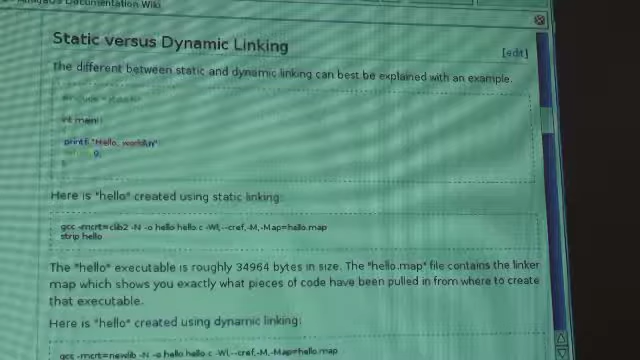 Documentation Wiki
Static versus Dynamic Linking
[edit]
The different between static and dynamic linking can best be explained with an example.
int main()
printf( "Hello, world\n"
0;
Here is "hello" created using static linking:
gcc -mcrt=clib2 -N -o hello hello.c -Wl,--cref,-M,-Map=hello.map
strip hello
The "hello" executable is roughly 34964 bytes in size. The "hello.map" file contains the linker
map which shows you exactly what pieces of code have been pulled in from where to create
that executable.
Here is "hello" created using dynamic linking:
gcc -mcrt=newlib -N -o hello hello.c -Wl,--cref,-M,-Map=hello.map